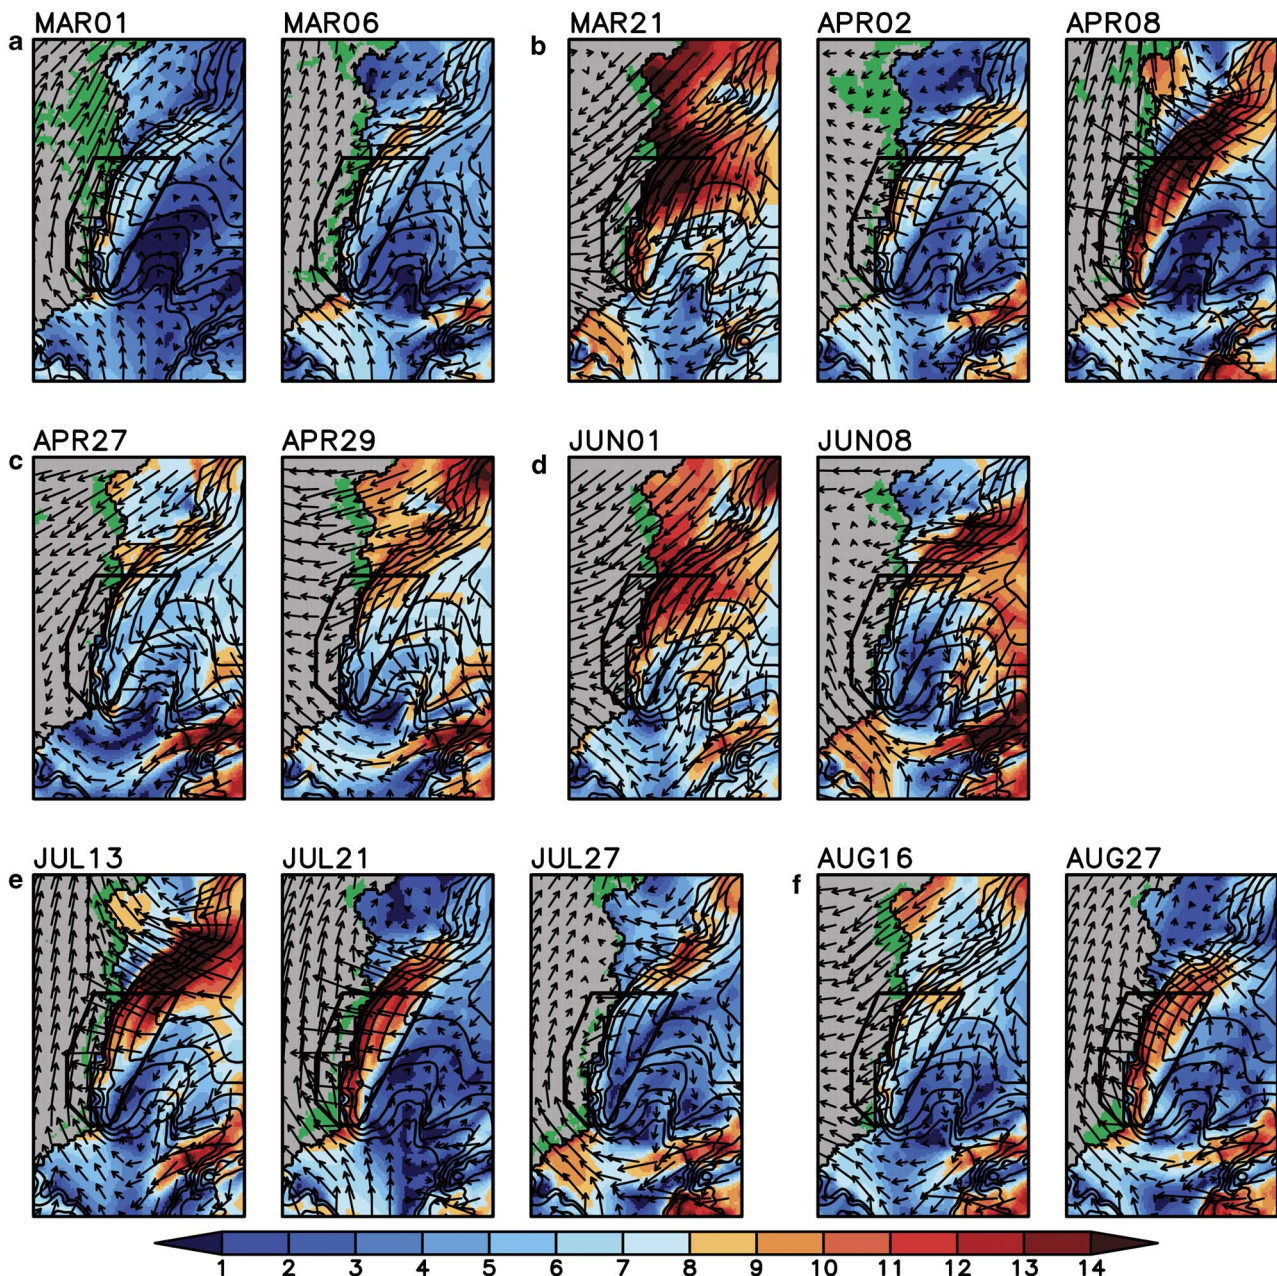 a MAR01 MAR06 b MAR21 APR02 APR08
c APR27 APR29 d JUN01 JUN08
e JUL13 JUL21 JUL27 f AUG16 AUG27
1 2 3 4 5 6 7 8 9 10 11 12 13 14